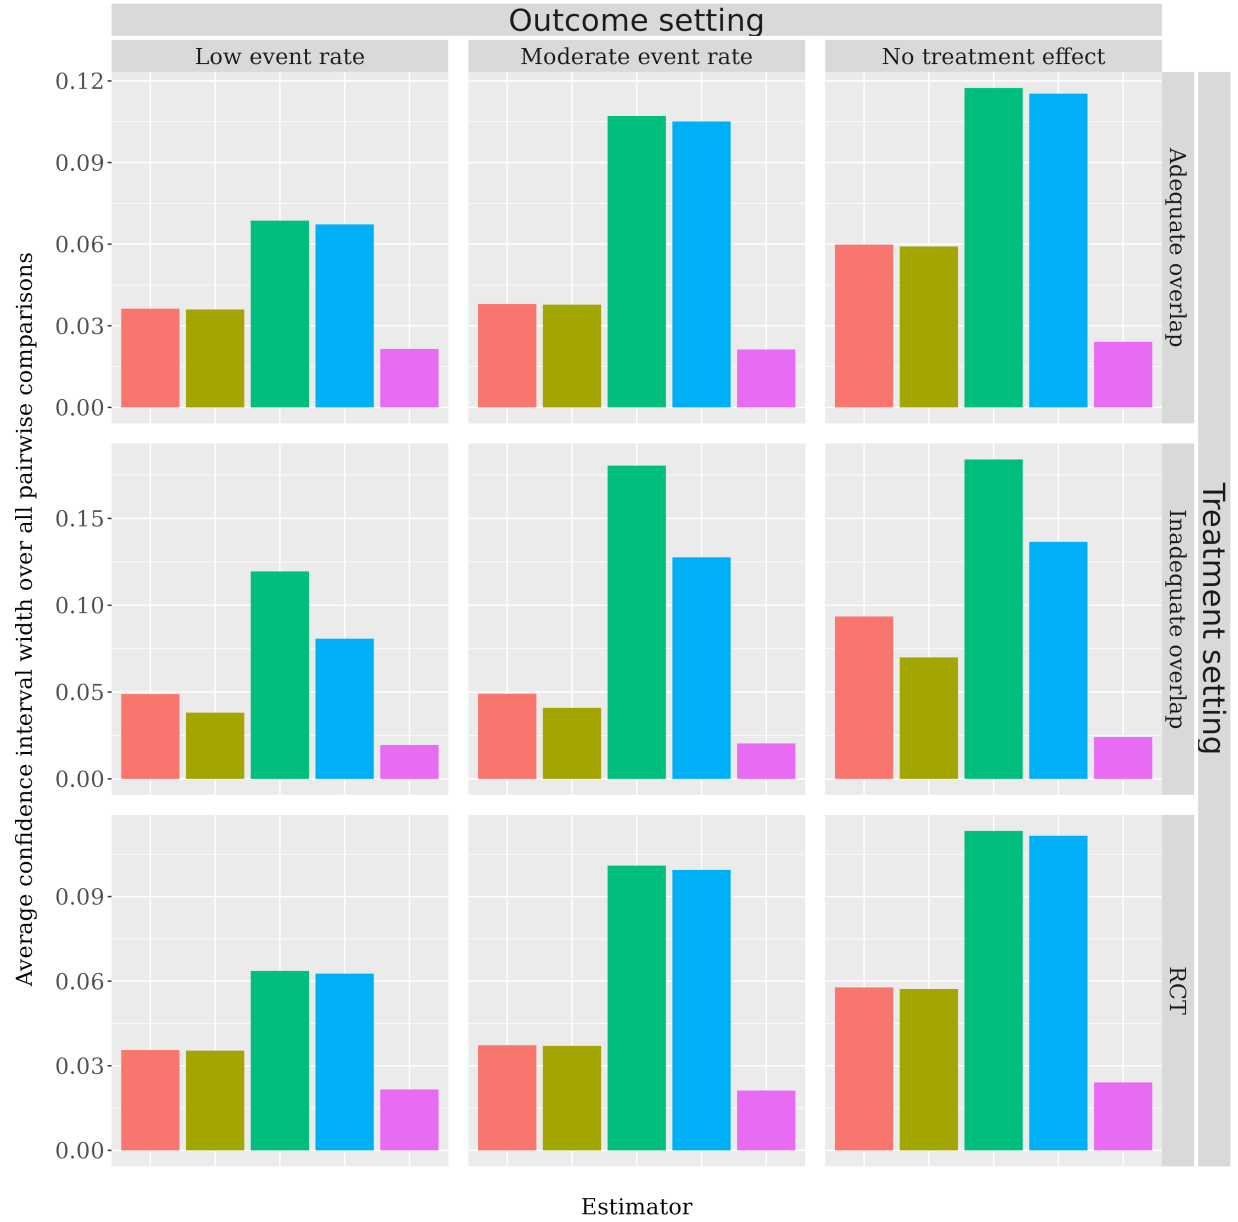 Outcome setting
Low event rate
Moderate event rate
No treatment effect
0.12
0.09
0.06
0.03
0.00
Adequate overlap
0.15
0.10
0.05
0.00
Inadequate overlap
0.09
0.06
0.03
0.00
RCT
Treatment setting
Average confidence interval width over all pairwise comparisons
Estimator